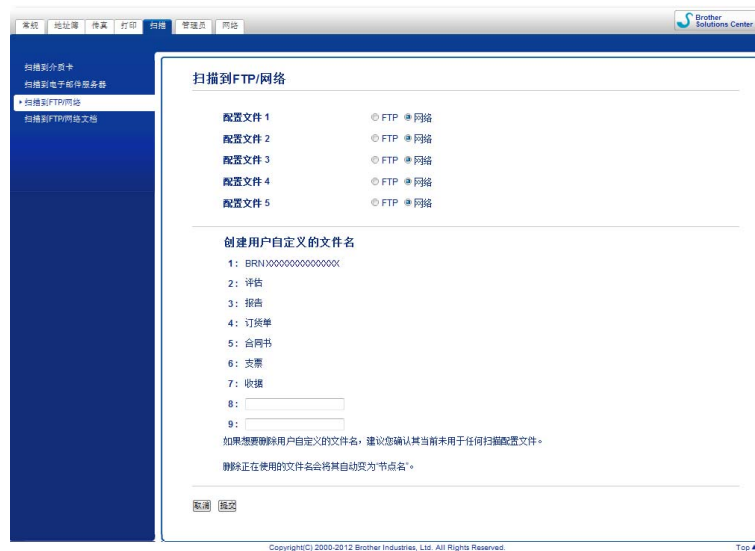 常规 地址簿 传真 打印 扫描 管理员 网络
Brother
Solutions Center
扫描到介质卡
扫描到电子邮件服务器
扫描到FTP/网络
扫描到FTP/网络文档
扫描到FTP/网络
配置文件 1 FTP 网络
配置文件 2 FTP 网络
配置文件 3 FTP 网络
配置文件 4 FTP 网络
配置文件 5 FTP 网络
创建用户自定义的文件名
1: BRNXXXXXXXXXXXXX
2: 评估
3: 报告
4: 订货单
5: 合同书
6: 支票
7: 收据
8:
9:
如果想要删除用户自定义的文件名，建议您确认其当前未用于任何扫描配置文件。
删除正在使用的文件名会将其自动变为“节点名”。
取消 提交
Copyright(C) 2000-2012 Brother Industries, Ltd. All Rights Reserved.
Top